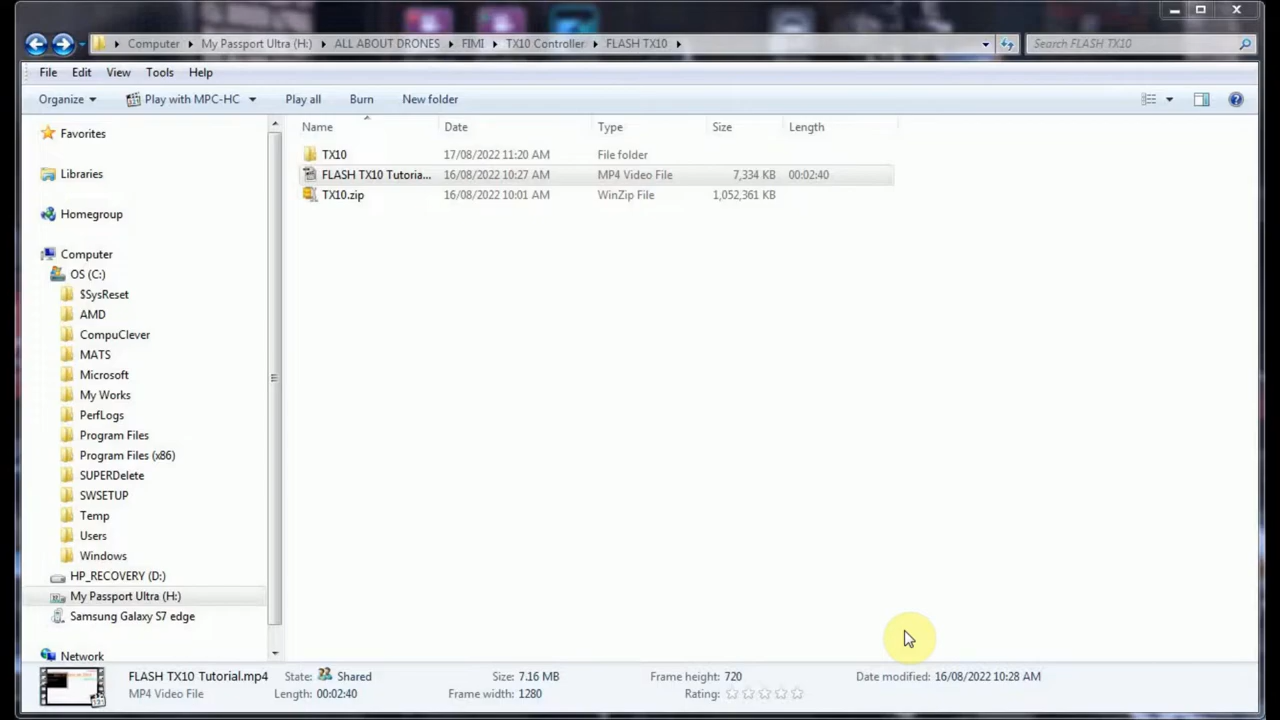 Computer My Passport Ultra (H:) ALL ABOUT DRONES FIMI TX10 Controller FLASH TX10 Search FLASH TX10
File Edit View Tools Help
Organize Play with MPC-HC Play all Burn New folder
Name Date Type Size Length
TX10 17/08/2022 11:20 AM File folder
FLASH TX10 Tutoria... 16/08/2022 10:27 AM MP4 Video File 7,334 KB 00:02:40
TX10.zip 16/08/2022 10:01 AM WinZip File 1,052,361 KB
Favorites
Libraries
Homegroup
Computer
OS (C:)
$SysReset
AMD
CompuClever
MATS
Microsoft
My Works
PerfLogs
Program Files
Program Files (x86)
SUPERDelete
SWSETUP
Temp
Users
Windows
HP_RECOVERY (D:)
My Passport Ultra (H:)
Samsung Galaxy S7 edge
Network
FLASH TX10 Tutorial.mp4 State: Shared Size: 7.16 MB Frame height: 720 Date modified: 16/08/2022 10:28 AM
MP4 Video File Length: 00:02:40 Frame width: 1280 Rating: